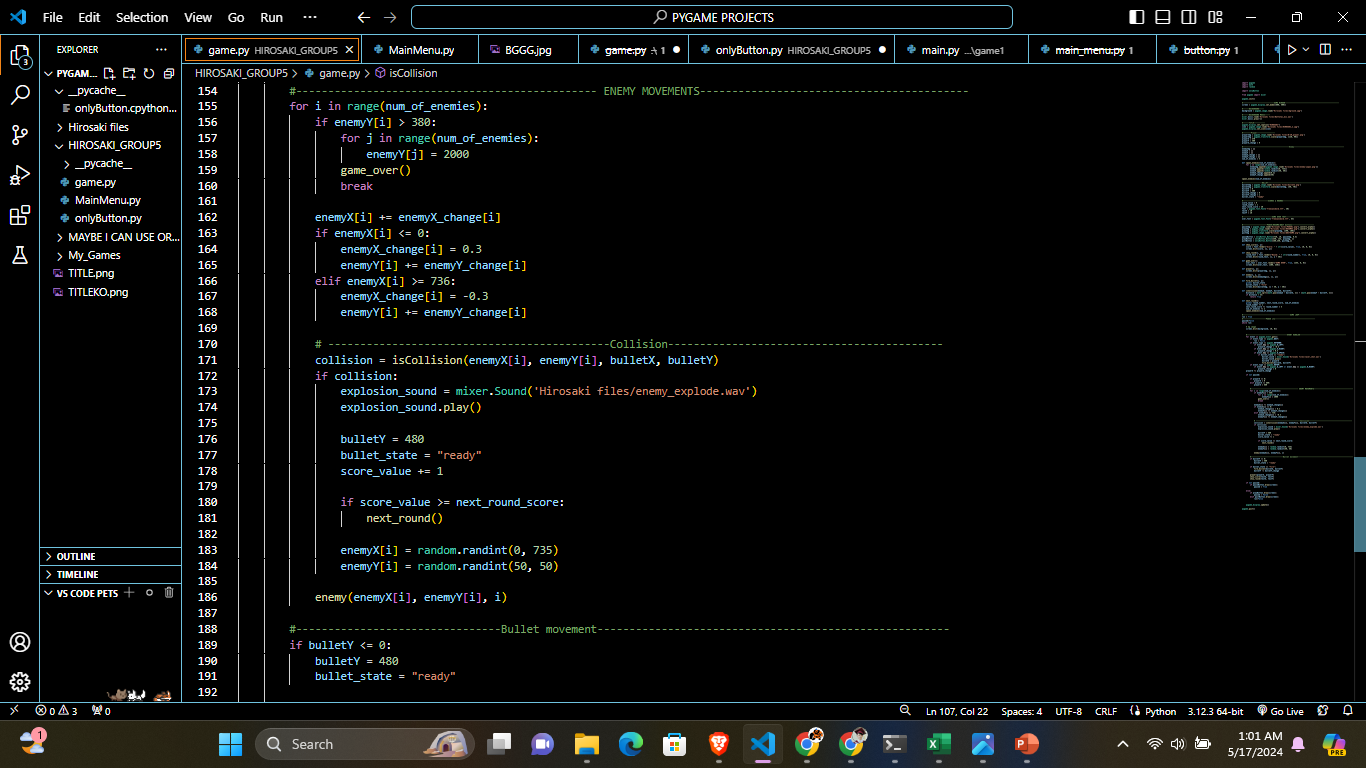 File Edit Selection View Go Run ··· PYGAME PROJECTS
EXPLORER ···
game.py HIROSAKI_GROUP5 MainMenu.py BGGG.jpg game.py .\ 1 onlyButton.py HIROSAKI_GROUP5 main.py ...\game1 main_menu.py 1 button.py 1
HIROSAKI_GROUP5 > game.py > isCollision
PYGAM...
__pycache__
onlyButton.cpython...
Hirosaki files
HIROSAKI_GROUP5
__pycache__
game.py
MainMenu.py
onlyButton.py
MAYBE I CAN USE OR...
My_Games
TITLE.png
TITLEKO.png
OUTLINE
TIMELINE
VS CODE PETS
154 #----------------------------------------------- ENEMY MOVEMENTS------------------------------------------
155 for i in range(num_of_enemies):
156 if enemyY[i] > 380:
157 for j in range(num_of_enemies):
158 enemyY[j] = 2000
159 game_over()
160 break
161
162 enemyX[i] += enemyX_change[i]
163 if enemyX[i] <= 0:
164 enemyX_change[i] = 0.3
165 enemyY[i] += enemyY_change[i]
166 elif enemyX[i] >= 736:
167 enemyX_change[i] = -0.3
168 enemyY[i] += enemyY_change[i]
169
170 # --------------------------------------------Collision-------------------------------------------
171 collision = isCollision(enemyX[i], enemyY[i], bulletX, bulletY)
172 if collision:
173 explosion_sound = mixer.Sound('Hirosaki files/enemy_explode.wav')
174 explosion_sound.play()
175
176 bulletY = 480
177 bullet_state = "ready"
178 score_value += 1
179
180 if score_value >= next_round_score:
181 next_round()
182
183 enemyX[i] = random.randint(0, 735)
184 enemyY[i] = random.randint(50, 50)
185
186 enemy(enemyX[i], enemyY[i], i)
187
188 #--------------------------------Bullet movement-------------------------------------------------------
189 if bulletY <= 0:
190 bulletY = 480
191 bullet_state = "ready"
192
3
0 3 0 Ln 107, Col 22 Spaces: 4 UTF-8 CRLF Python 3.12.3 64-bit Go Live
1 Search PRE 1:01 AM
5/17/2024